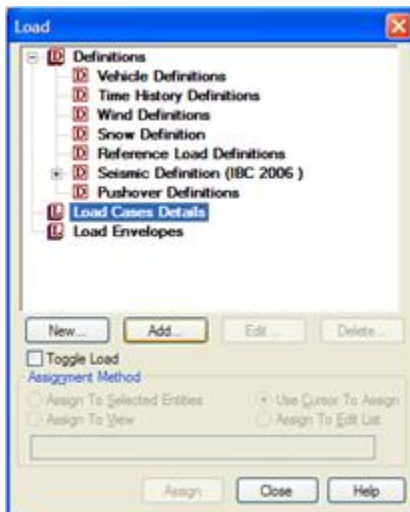 Load
Definitions
Vehicle Definitions
Time History Definitions
Wind Definitions
Snow Definition
Reference Load Definitions
Seismic Definition (IBC 2006 )
Pushover Definitions
Load Cases Details
Load Envelopes
New... Add... Edit ... Delete...
Toggle Load
Assignment Method
Assign To Selected Entities Use Cursor To Assign
Assign To View Assign To Edit List
Assign Close Help